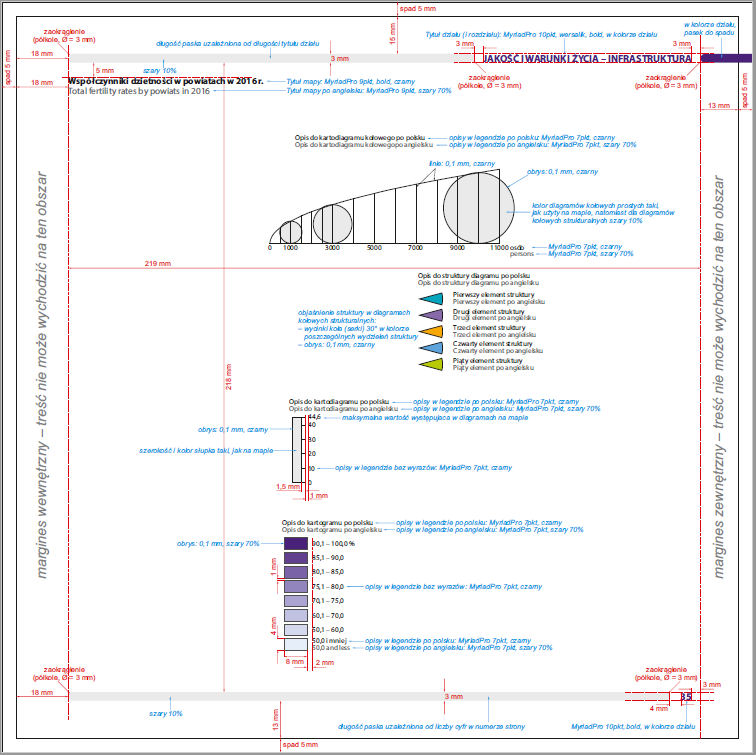 spad 5 mm
zaokrąglenie
(półkole, Ø = 3 mm)
długość paska uzależniona od długości tytułu działu
15 mm
Tytuł działu (i rozdziału): MyriadPro 10pkt, wersalik, bold, w kolorze działu
w kolorze działu,
pasek do spadu
3 mm
3 mm
18 mm
3 mm
JAKOŚĆ I WARUNKI ŻYCIA – INFRASTRUKTURA
spad 5 mm
5 mm
szary 10%
18 mm
Współczynniki dzietności w powiatach w 2016 r.
Tytuł mapy: MyriadPro 9pkt, bold, czarny
Total fertility rates by powiats in 2016
Tytuł mapy po angielsku: MyriadPro 9pkt, szary 70%
zaokrąglenie
(półkole, Ø = 3 mm)
zaokrąglenie
(półkole, Ø = 3 mm)
spad 5 mm
13 mm
Opis do kartodiagramu kołowego po polsku
opisy w legendzie po polsku: MyriadPro 7pkt, czarny
Opis do kartodiagramu kołowego po angielsku
opisy w legendzie po angielsku: MyriadPro 7pkt, szary 70%
linie: 0,1 mm, czarny
obrys: 0,1 mm, czarny
kolor diagramów kołowych prostych taki,
jak użyty na mapie, natomiast dla diagramów
kołowych strukturalnych szary 10%
0 1000 3000 5000 7000 9000 11000 osób
MyriadPro 7pkt, czarny
persons
MyriadPro 7pkt, szary 70%
219 mm
218 mm
margines wewnętrzny – treść nie może wychodzić na ten obszar
margines zewnętrzny – treść nie może wychodzić na ten obszar
Opis do struktury diagramu po polsku
Opis do struktury diagramu po angielsku
objaśnienie struktury w diagramach
kołowych strukturalnych:
– wycinki koła (serki) 30° w kolorze
poszczególnych wydzieleń struktury
– obrys: 0,1 mm, czarny
Pierwszy element struktury
Pierwszy element po angielsku
Drugi element struktury
Drugi element po angielsku
Trzeci element struktury
Trzeci element po angielsku
Czwarty element struktury
Czwarty element po angielsku
Piąty element struktury
Piąty element po angielsku
Opis do kartodiagramu po polsku
opisy w legendzie po polsku: MyriadPro 7pkt, czarny
Opis do kartodiagramu po angielsku
opisy w legendzie po angielsku: MyriadPro 7pkt, szary 70%
44,6
maksymalna wartość występująca w diagramach na mapie
40
obrys: 0,1 mm, czarny
30
szerokość i kolor słupka taki, jak na mapie
20
10
opisy w legendzie bez wyrazów: MyriadPro 7pkt, czarny
0
1,5 mm
1 mm
Opis do kartogramu po polsku
opisy w legendzie po polsku: MyriadPro 7pkt, czarny
Opis do kartogramu po angielsku
opisy w legendzie po angielsku: MyriadPro 7pkt, szary 70%
obrys: 0,1 mm, szary 70%
90,1 – 100,0 %
85,1 – 90,0
1 mm
80,1 – 85,0
75,1 – 80,0
opisy w legendzie bez wyrazów: MyriadPro 7pkt, czarny
70,1 – 75,0
60,1 – 70,0
4 mm
50,1 – 60,0
50,0 i mniej
opisy w legendzie po polsku: MyriadPro 7pkt, czarny
50,0 and less
opisy w legendzie po angielsku: MyriadPro 7pkt, szary 70%
8 mm
2 mm
zaokrąglenie
(półkole, Ø = 3 mm)
zaokrąglenie
(półkole, Ø = 3 mm)
18 mm
3 mm
3 mm
35
4 mm
szary 10%
13 mm
długość paska uzależniona od liczby cyfr w numerze strony
MyriadPro 10pkt, bold, w kolorze działu
spad 5 mm